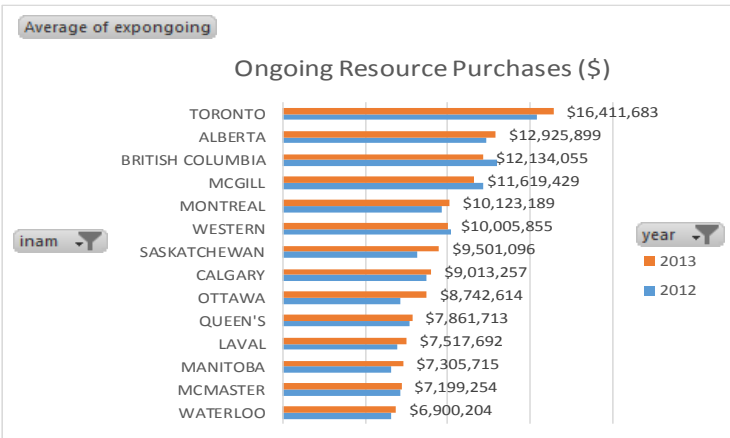 Average of expongoing
Ongoing Resource Purchases ($)
TORONTO $16,411,683
ALBERTA $12,925,899
BRITISH COLUMBIA $12,134,055
MCGILL $11,619,429
MONTREAL $10,123,189
WESTERN $10,005,855
SASKATCHEWAN $9,501,096
CALGARY $9,013,257
OTTAWA $8,742,614
QUEEN'S $7,861,713
LAVAL $7,517,692
MANITOBA $7,305,715
MCMASTER $7,199,254
WATERLOO $6,900,204
inam
year
2013
2012